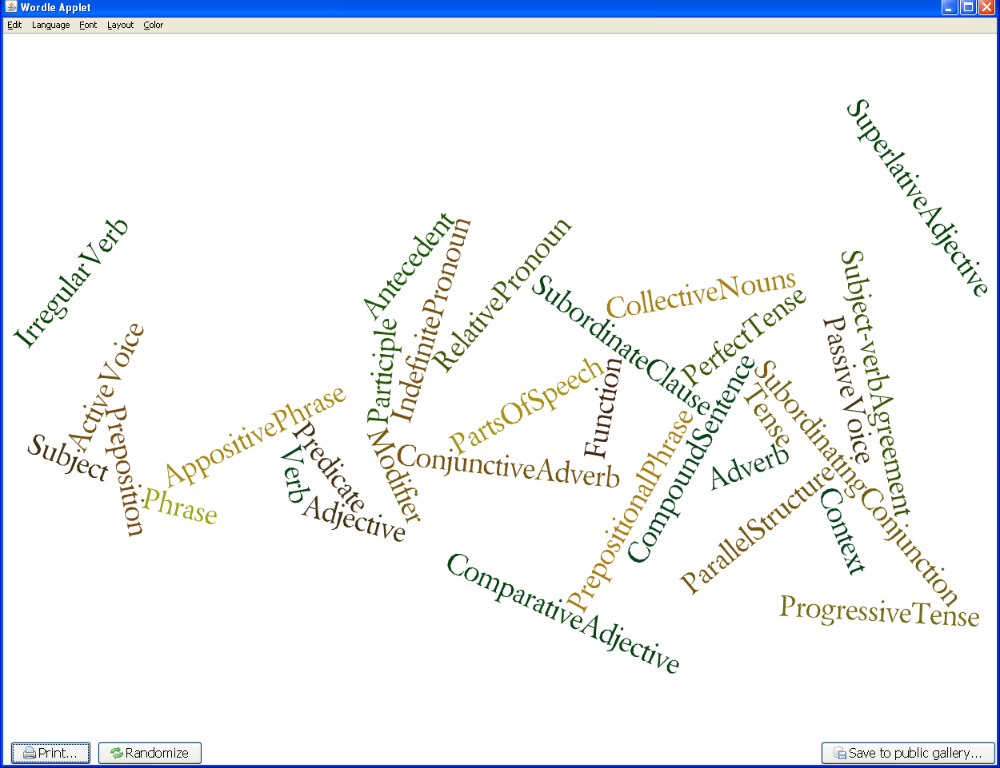 Wordle Applet
Edit Language Font Layout Color
SuperlativeAdjective
IrregularVerb
Antecedent
IndefinitePronoun
RelativePronoun
Subject-verbAgreement
CollectiveNouns
SubordinateClause
PerfectTense
PassiveVoice
Participle
ActiveVoice
PartsOfSpeech
Function
CompoundSentence
SubordinatingConjunction
Tense
AppositivePhrase
Preposition
PrepositionalPhrase
Subject
Predicate
Verb
Modifier
ConjunctiveAdverb
Adverb
ParallelStructure
Context
Phrase
Adjective
ComparativeAdjective
ProgressiveTense
Print... Randomize Save to public gallery...